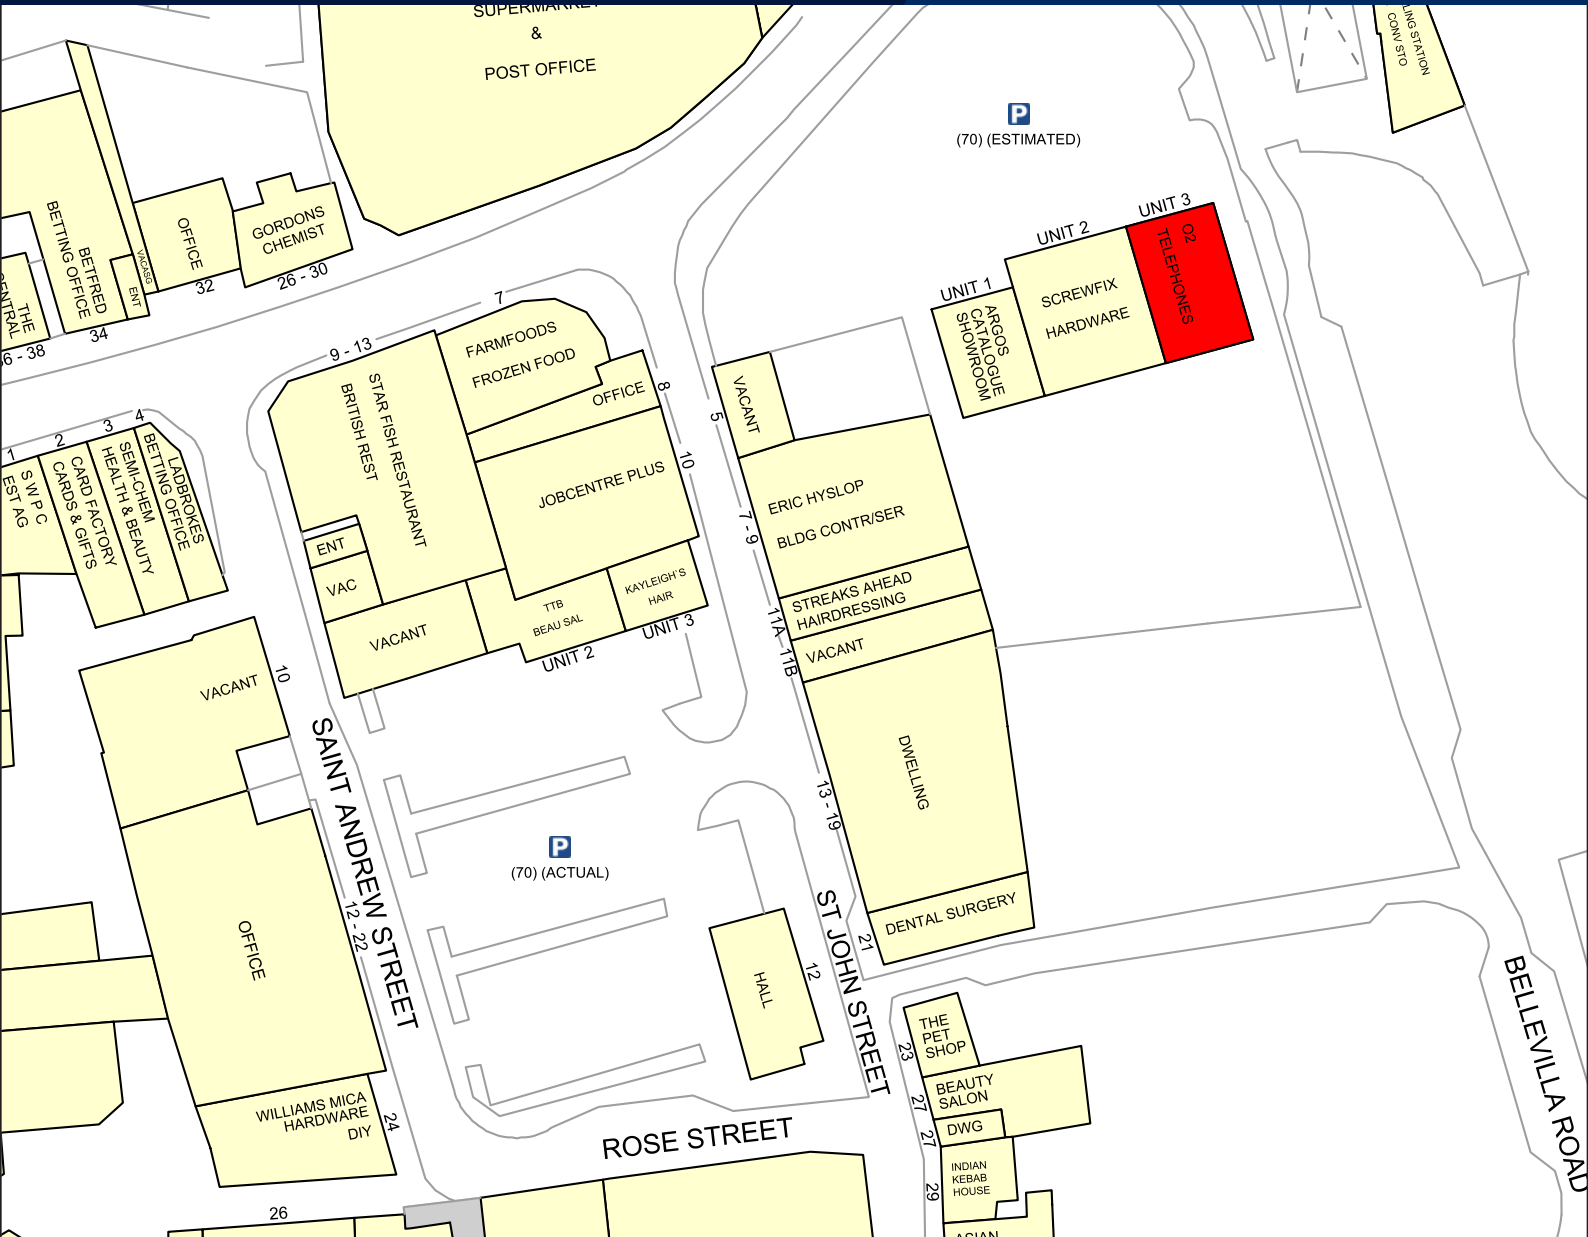 SUPERMARKET
&
POST OFFICE
LING STATION
CONV STO
P
(70) (ESTIMATED)
UNIT 3
O2
TELEPHONES
UNIT 2
SCREWFIX
HARDWARE
UNIT 1
ARGOS
CATALOGUE
SHOWROOM
BETFRED
BETTING OFFICE
34
THE
ENTRAL
36 - 38
ENT
VACASG
OFFICE
32
GORDONS
CHEMIST
26 - 30
7
FARMFOODS
FROZEN FOOD
9 - 13
STAR FISH RESTAURANT
BRITISH REST
OFFICE
8
JOBCENTRE PLUS
10
5
VACANT
ERIC HYSLOP
BLDG CONTR/SER
7 - 9
STREAKS AHEAD
HAIRDRESSING
11A
VACANT
11B
DWELLING
13 - 19
DENTAL SURGERY
21
1
S W P C
EST AG
2
CARD FACTORY
CARDS & GIFTS
3
SEMI-CHEM
HEALTH & BEAUTY
4
LADBROKES
BETTING OFFICE
ENT
VAC
VACANT
TTB
BEAU SAL
UNIT 2
KAYLEIGH`S
HAIR
UNIT 3
VACANT
10
OFFICE
12 - 22
SAINT ANDREW STREET
P
(70) (ACTUAL)
HALL
12
ST JOHN STREET
WILLIAMS MICA
HARDWARE
DIY
24
ROSE STREET
26
THE
PET
SHOP
23
BEAUTY
SALON
27
DWG
27
INDIAN
KEBAB
HOUSE
29
ASIAN
BELLEVILLA ROAD